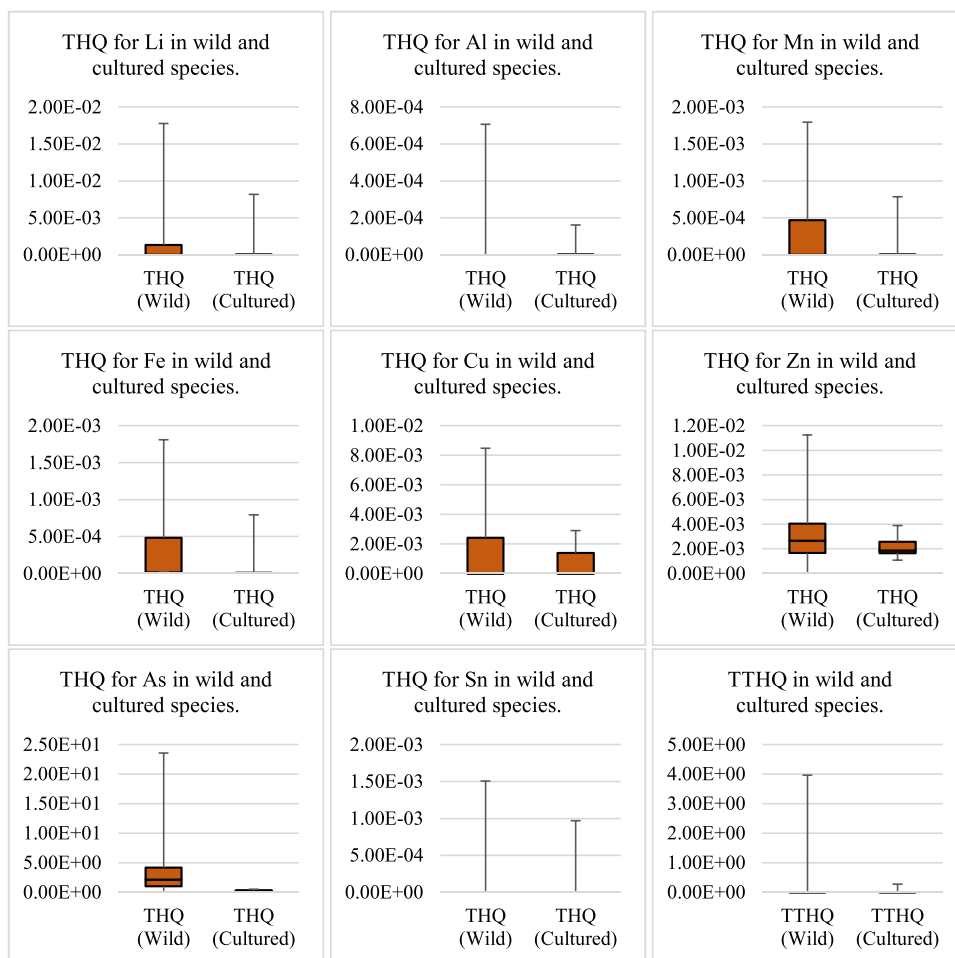 THQ for Li in wild and
cultured species.
2.00E-02
1.50E-02
1.00E-02
5.00E-03
0.00E+00
THQ
(Wild)
THQ
(Cultured)
THQ for Al in wild and
cultured species.
8.00E-04
6.00E-04
4.00E-04
2.00E-04
0.00E+00
THQ
(Wild)
THQ
(Cultured)
THQ for Mn in wild and
cultured species.
2.00E-03
1.50E-03
1.00E-03
5.00E-04
0.00E+00
THQ
(Wild)
THQ
(Cultured)
THQ for Fe in wild and
cultured species.
2.00E-03
1.50E-03
1.00E-03
5.00E-04
0.00E+00
THQ
(Wild)
THQ
(Cultured)
THQ for Cu in wild and
cultured species.
1.00E-02
8.00E-03
6.00E-03
4.00E-03
2.00E-03
0.00E+00
THQ
(Wild)
THQ
(Cultured)
THQ for Zn in wild and
cultured species.
1.20E-02
1.00E-02
8.00E-03
6.00E-03
4.00E-03
2.00E-03
0.00E+00
THQ
(Wild)
THQ
(Cultured)
THQ for As in wild and
cultured species.
2.50E+01
2.00E+01
1.50E+01
1.00E+01
5.00E+00
0.00E+00
THQ
(Wild)
THQ
(Cultured)
THQ for Sn in wild and
cultured species.
2.00E-03
1.50E-03
1.00E-03
5.00E-04
0.00E+00
THQ
(Wild)
THQ
(Cultured)
TTHQ in wild and
cultured species.
5.00E+00
4.00E+00
3.00E+00
2.00E+00
1.00E+00
0.00E+00
TTHQ
(Wild)
TTHQ
(Cultured)